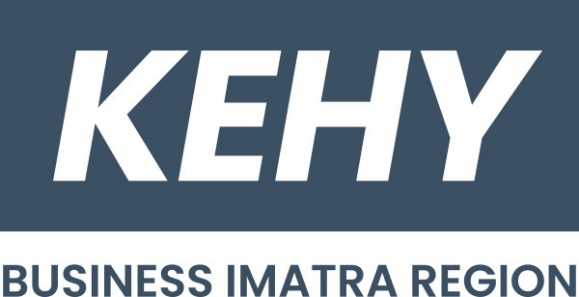 KEHY
BUSINESS IMATRA REGION